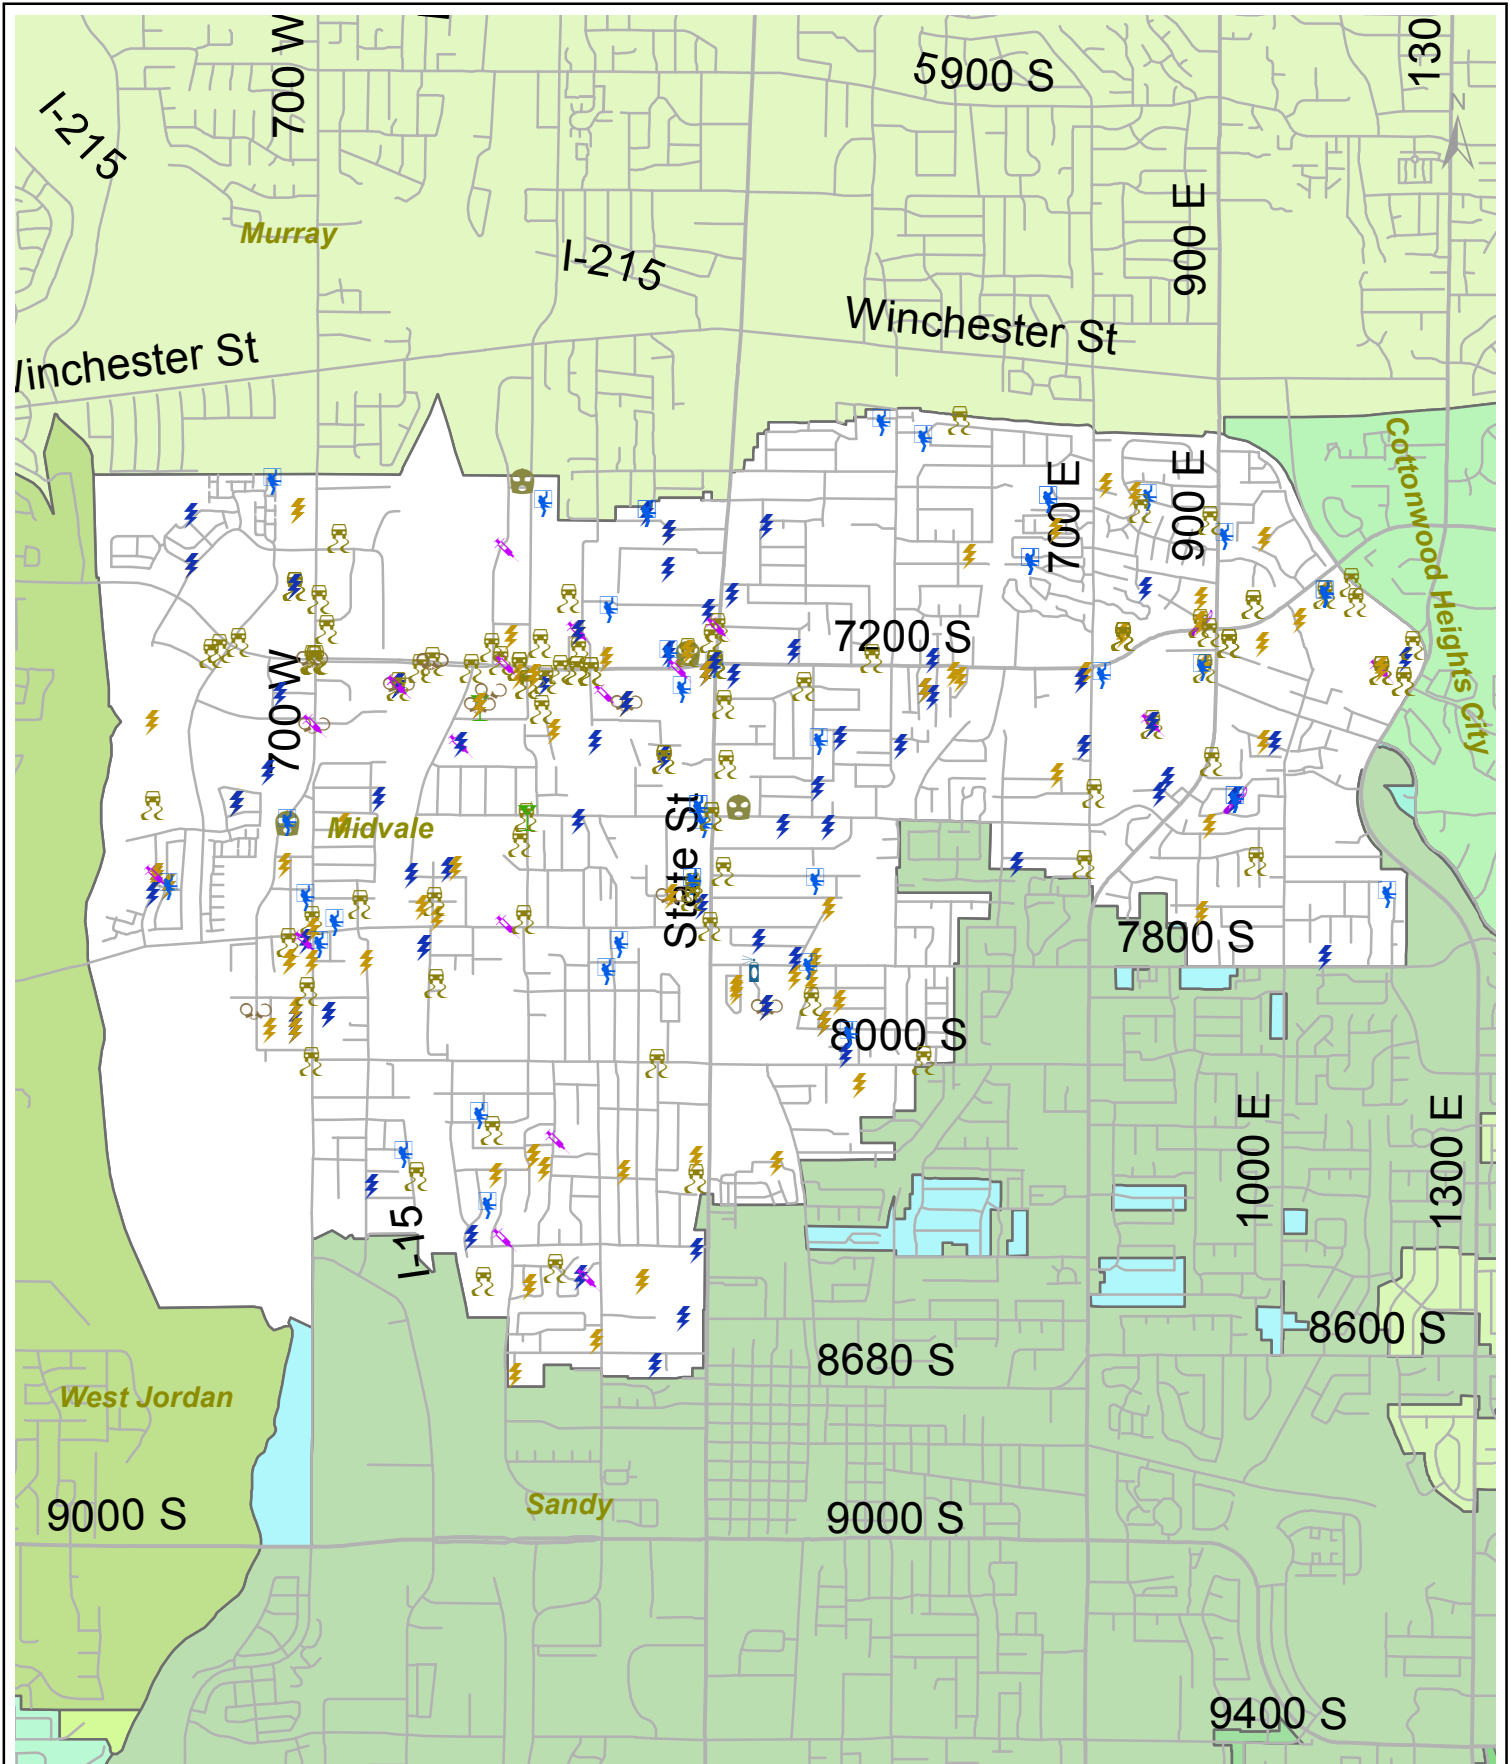 700 W
130
5900 S
I-215
N
Murray
900 E
I-215
Winchester St
Winchester St
Cottonwood Heights City
700 E
900 E
7200 S
700 W
Midvale
State St
7800 S
8000 S
1000 E
1300 E
I-15
8600 S
8680 S
West Jordan
Sandy
9000 S
9000 S
9400 S